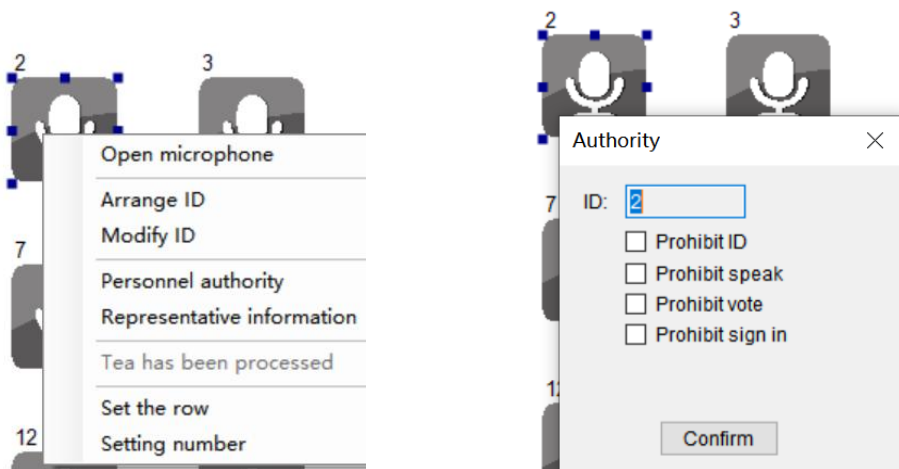 2
3
Open microphone
Arrange ID
Modify ID
7
Personnel authority
Representative information
Tea has been processed
Set the row
12
Setting number
2
3
Authority
7
ID: 2
Prohibit ID
Prohibit speak
Prohibit vote
Prohibit sign in
12
Confirm